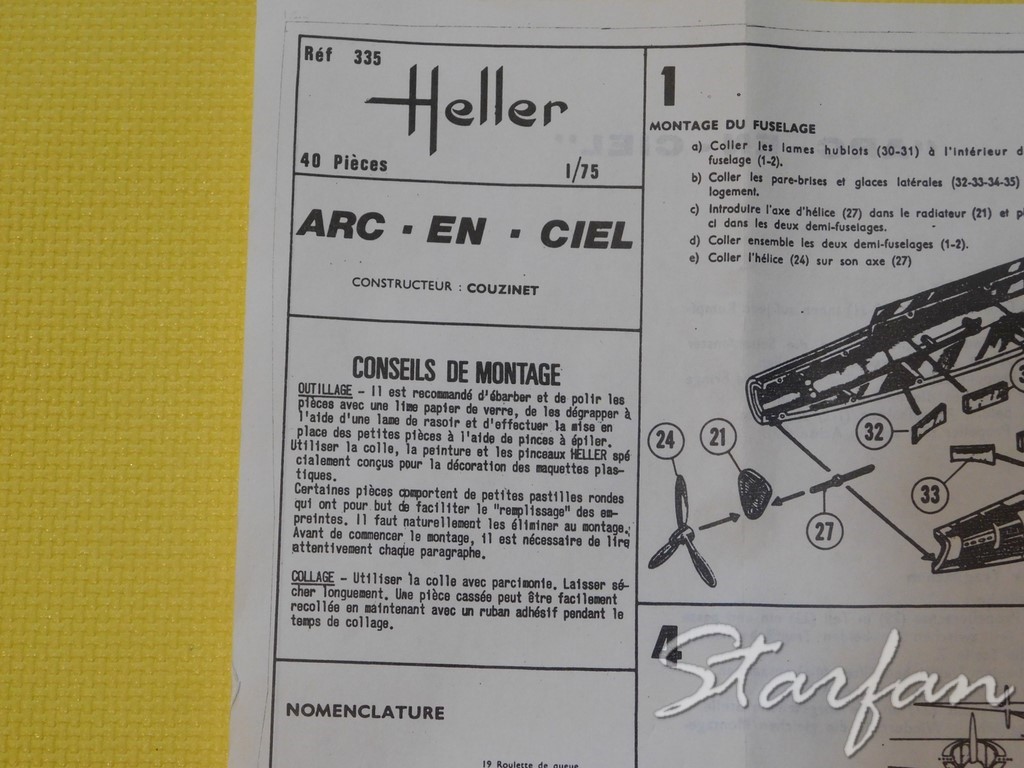 Réf 335
Heller
40 Pièces
1/75
ARC · EN · CIEL
CONSTRUCTEUR : COUZINET
CONSEILS DE MONTAGE
OUTILLAGE - Il est recommandé d'ébarber et de polir les
pièces avec une lime papier de verre, de les dégrapper à
l'aide d'une lame de rasoir et d'effectuer la mise en
place des petites pièces à l'aide de pinces à épiler.
Utiliser la colle, la peinture et les pinceaux HELLER spé
cialement conçus pour la décoration des maquettes plas-
tiques.
Certaines pièces comportent de petites pastilles rondes
qui ont pour but de faciliter le "remplissage" des em-
preintes. Il faut naturellement les éliminer au montage.
Avant de commencer le montage, il est nécessaire de lire
attentivement chaque paragraphe.
COLLAGE - Utiliser la colle avec parcimonie. Laisser sé-
cher longuement. Une pièce cassée peut être facilement
recollée en maintenant avec un ruban adhésif pendant le
temps de collage.
NOMENCLATURE
19 Roulette de queue
1
MONTAGE DU FUSELAGE
a) Coller les lames hublots (30-31) à l'intérieur d
fuselage (1-2).
b) Coller les pare-brises et glaces latérales (32-33-34-35)
logement.
c) Introduire l'axe d'hélice (27) dans le radiateur (21) et
ci dans les deux demi-fuselages.
d) Coller ensemble les deux demi-fuselages (1-2).
e) Coller l'hélice (24) sur son axe (27)
24
21
32
33
27
4
Starfan